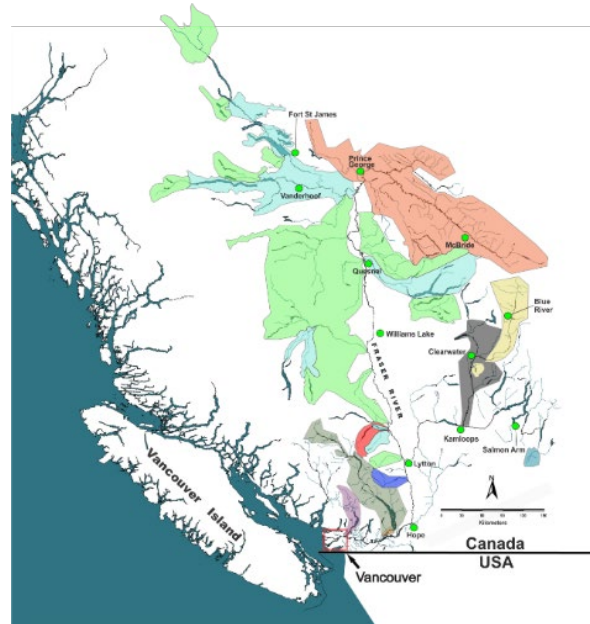 Fort St James
Prince
George
Vanderhoof
McBride
Quesnel
Blue
River
Williams Lake
Clearwater
FRASER RIVER
Kamloops
Salmon Arm
Lytton
N
Vancouver Island
Kilometers
Hope
Canada
USA
Vancouver